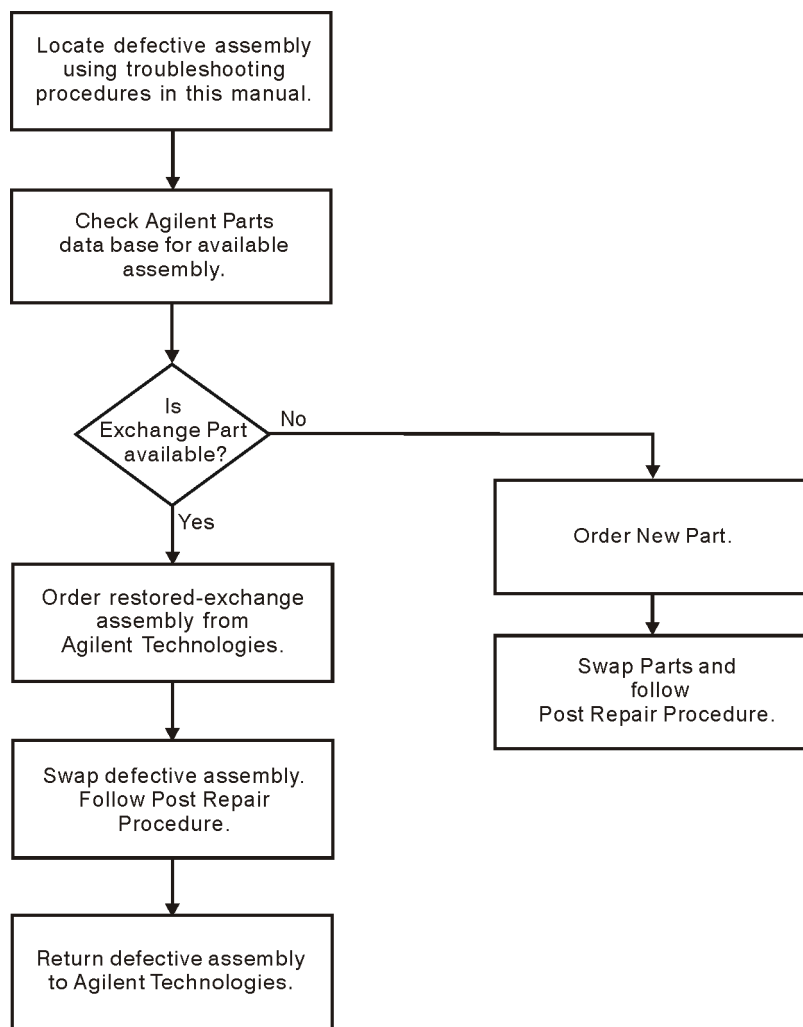 Locate defective assembly
using troubleshooting
procedures in this manual.
Check Agilent Parts
data base for available
assembly.
Is
Exchange Part
available?
No
Yes
Order New Part.
Order restored-exchange
assembly from
Agilent Technologies.
Swap Parts and
follow
Post Repair Procedure.
Swap defective assembly.
Follow Post Repair
Procedure.
Return defective assembly
to Agilent Technologies.